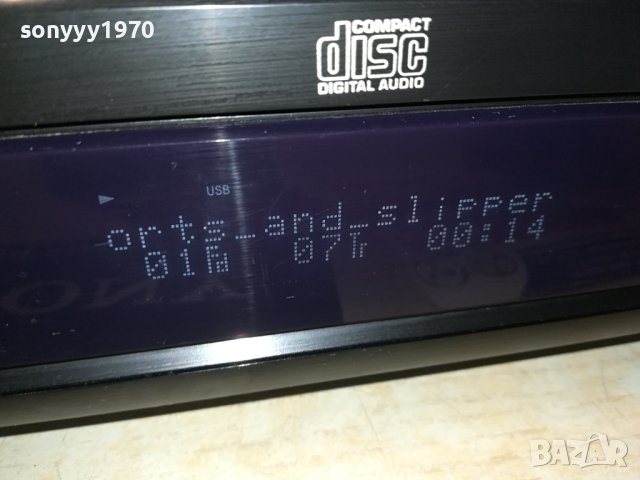 sonyyy1970
COMPACT
disc
DIGITAL AUDIO
USB
orts_and_slipper
01 07Tr 00:14
BAZAR